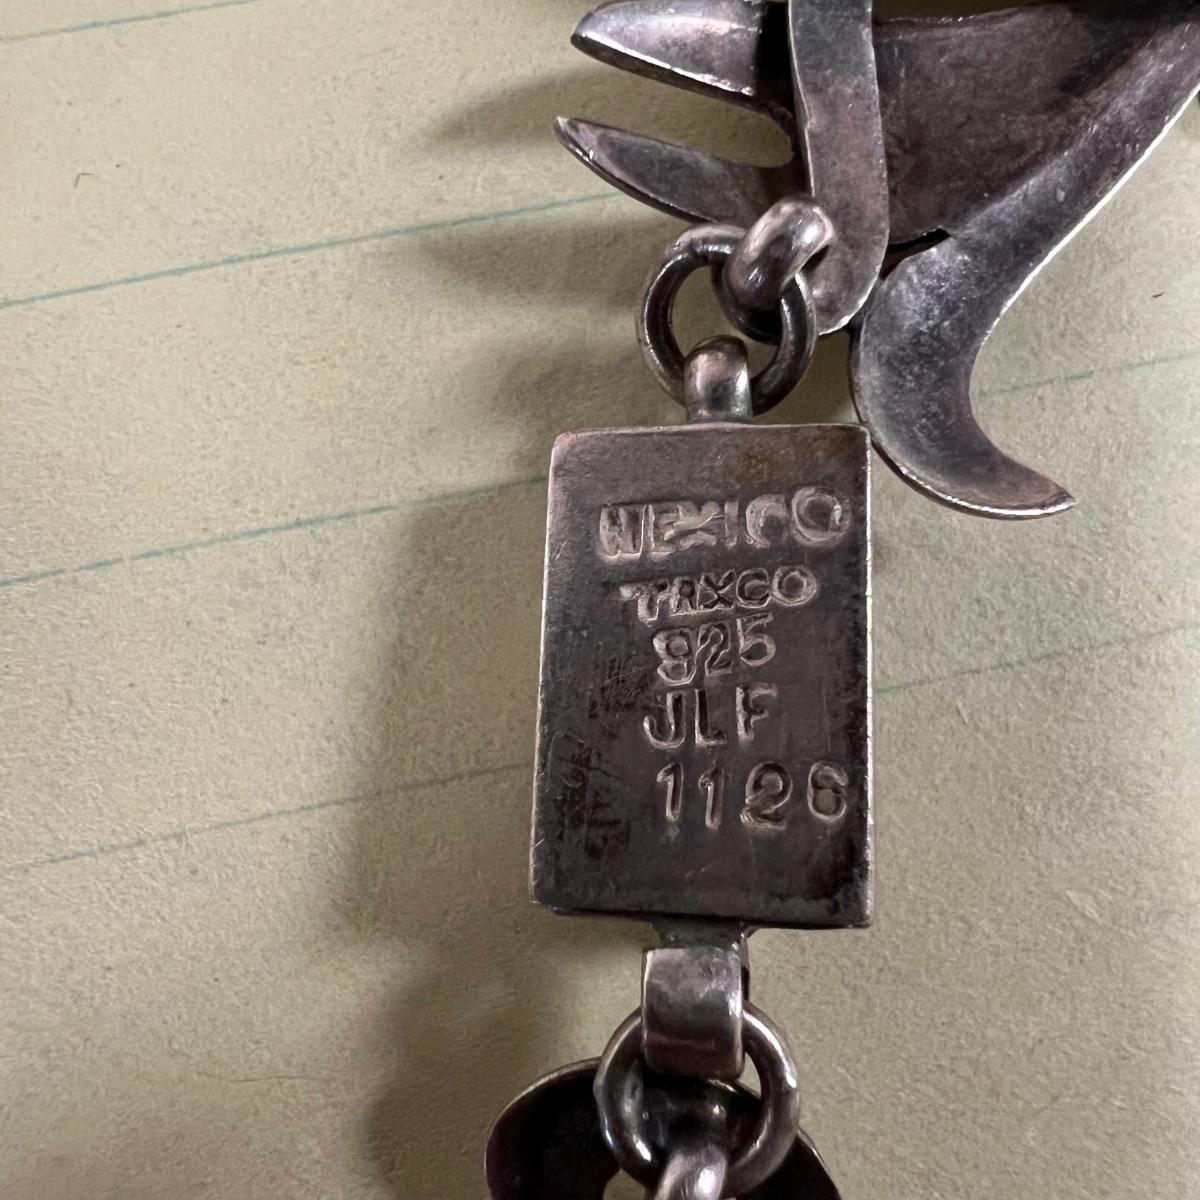 MEXICO
TAXCO
925
JLF
1126